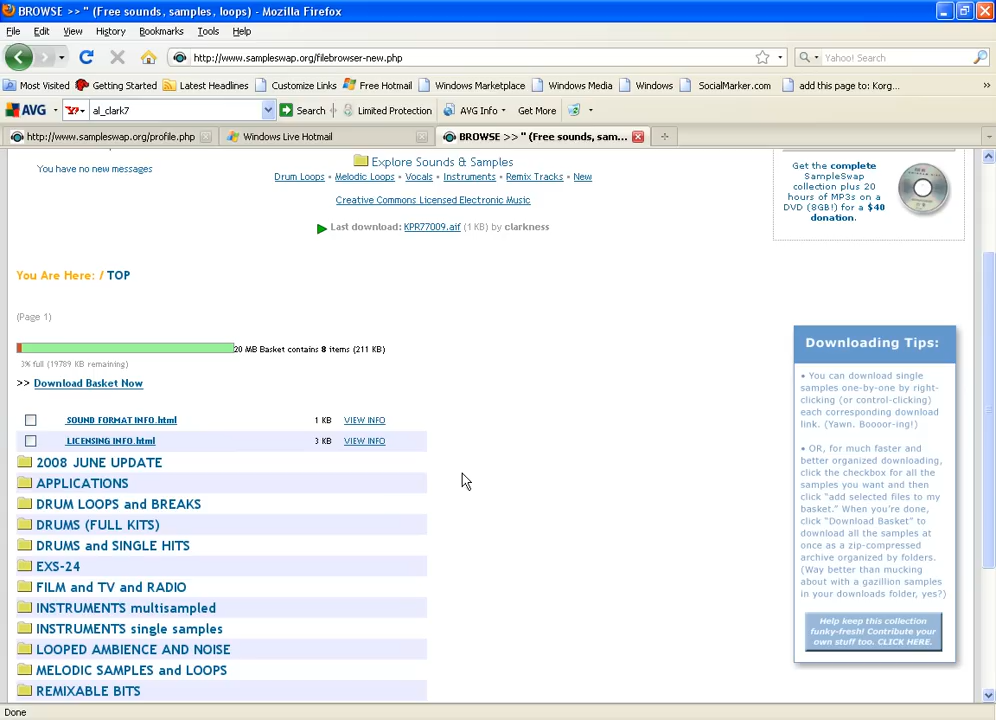 BROWSE >> " (Free sounds, samples, loops) - Mozilla Firefox
File Edit View History Bookmarks Tools Help
http://www.sampleswap.org/filebrowser-new.php
Yahoo! Search
Most Visited Getting Started Latest Headlines Customize Links Free Hotmail Windows Marketplace Windows Media Windows SocialMarker.com add this page to: Korg... »
AVG al_clark7 Search Limited Protection AVG Info Get More
http://www.sampleswap.org/profile.php Windows Live Hotmail BROWSE >> " (Free sounds, sam...
You have no new messages
Explore Sounds & Samples
Drum Loops • Melodic Loops • Vocals • Instruments • Remix Tracks • New
Creative Commons Licensed Electronic Music
Last download: KPR77009.aif (1 KB) by clarkness
Get the complete
SampleSwap
collection plus 20
hours of MP3s on a
DVD (8GB!) for a $40
donation.
You Are Here: / TOP
(Page 1)
20 MB Basket contains 8 items (211 KB)
3% full (19789 KB remaining)
>> Download Basket Now
SOUND FORMAT INFO.html 1 KB VIEW INFO
LICENSING INFO.html 3 KB VIEW INFO
2008 JUNE UPDATE
APPLICATIONS
DRUM LOOPS and BREAKS
DRUMS (FULL KITS)
DRUMS and SINGLE HITS
EXS-24
FILM and TV and RADIO
INSTRUMENTS multisampled
INSTRUMENTS single samples
LOOPED AMBIENCE AND NOISE
MELODIC SAMPLES and LOOPS
REMIXABLE BITS
Downloading Tips:
• You can download single
samples one-by-one by right-
clicking (or control-clicking)
each corresponding download
link. (Yawn. Boooor-ing!)
• OR, for much faster and
better organized downloading,
click the checkbox for all the
samples you want and then
click "add selected files to my
basket." When you're done,
click "Download Basket" to
download all the samples at
once as a zip-compressed
archive organized by folders.
(Way better than mucking
about with a gazillion samples
in your downloads folder, yes?)
Help keep this collection
funky-fresh! Contribute your
own stuff too. CLICK HERE.
Done